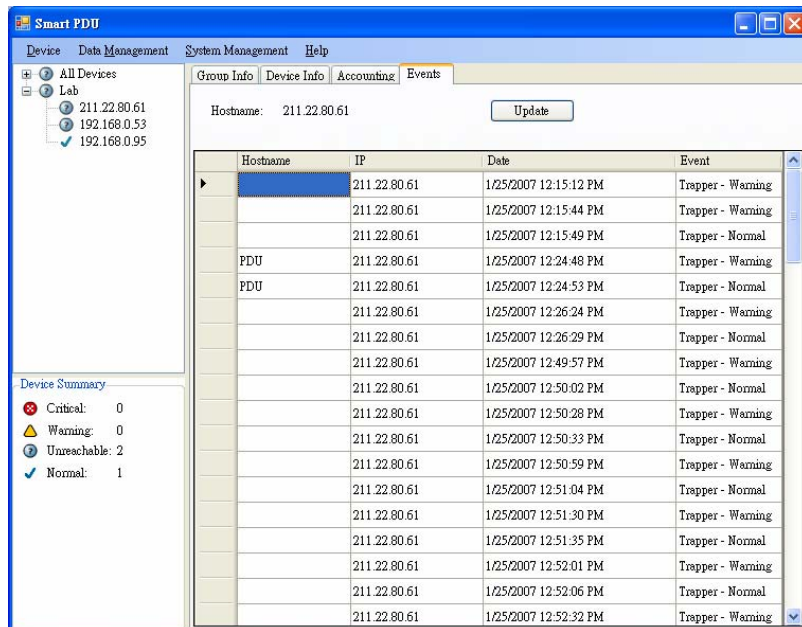 Smart PDU
Device Data Management System Management Help
All Devices
Lab
211.22.80.61
192.168.0.53
192.168.0.95
Device Summary
Critical: 0
Warning: 0
Unreachable: 2
Normal: 1
Group Info Device Info Accounting Events
Hostname: 211.22.80.61 Update
Hostname IP Date Event
211.22.80.61 1/25/2007 12:15:12 PM Trapper - Warning
211.22.80.61 1/25/2007 12:15:44 PM Trapper - Warning
211.22.80.61 1/25/2007 12:15:49 PM Trapper - Normal
PDU 211.22.80.61 1/25/2007 12:24:48 PM Trapper - Warning
PDU 211.22.80.61 1/25/2007 12:24:53 PM Trapper - Normal
211.22.80.61 1/25/2007 12:26:24 PM Trapper - Warning
211.22.80.61 1/25/2007 12:26:29 PM Trapper - Normal
211.22.80.61 1/25/2007 12:49:57 PM Trapper - Warning
211.22.80.61 1/25/2007 12:50:02 PM Trapper - Normal
211.22.80.61 1/25/2007 12:50:28 PM Trapper - Warning
211.22.80.61 1/25/2007 12:50:33 PM Trapper - Normal
211.22.80.61 1/25/2007 12:50:59 PM Trapper - Warning
211.22.80.61 1/25/2007 12:51:04 PM Trapper - Normal
211.22.80.61 1/25/2007 12:51:30 PM Trapper - Warning
211.22.80.61 1/25/2007 12:51:35 PM Trapper - Normal
211.22.80.61 1/25/2007 12:52:01 PM Trapper - Warning
211.22.80.61 1/25/2007 12:52:06 PM Trapper - Normal
211.22.80.61 1/25/2007 12:52:32 PM Trapper - Warning